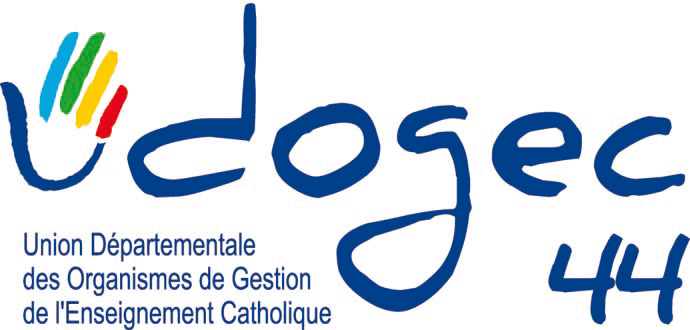 Udogec
44
Union Départementale
des Organismes de Gestion
de l'Enseignement Catholique